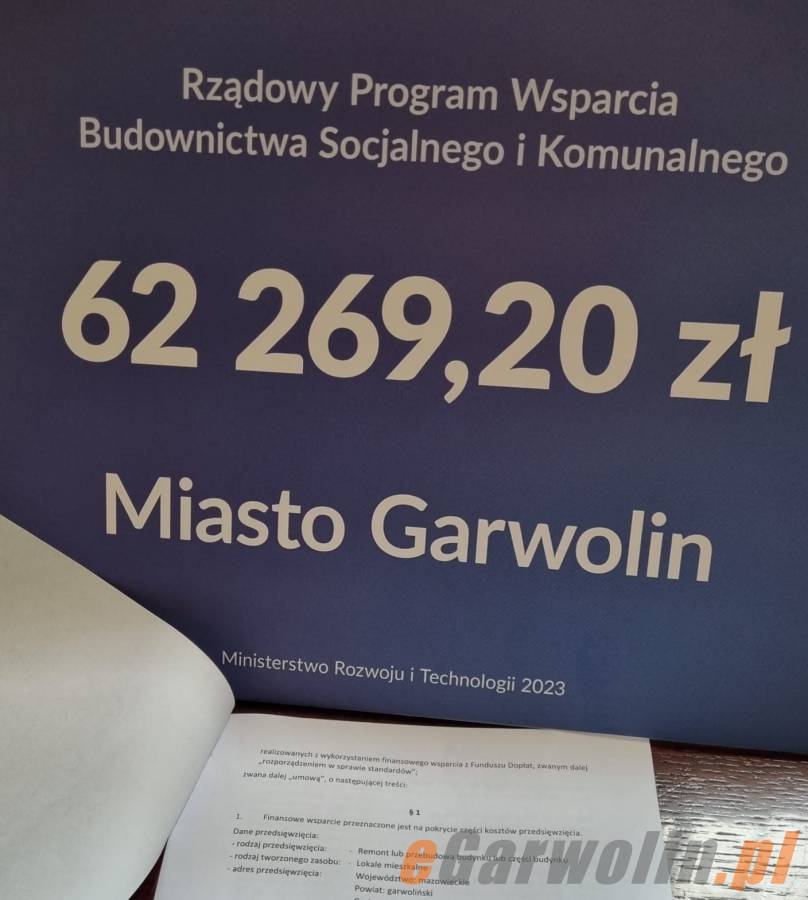 Rządowy Program Wsparcia
Budownictwa Socjalnego i Komunalnego
62 269,20 zł
Miasto Garwolin
Ministerstwo Rozwoju i Technologii 2023
realizowanych z wykorzystaniem finansowego wsparcia z Funduszu Dopłat, zwanym dalej
„rozporządzeniem w sprawie standardów";
zwana dalej „umową", o następującej treści:
§ 1
1. Finansowe wsparcie przeznaczone jest na pokrycie części kosztów przedsięwzięcia.
Dane przedsięwzięcia:
- rodzaj przedsięwzięcia: - Remont lub przebudowa budynku lub części budynku
- rodzaj tworzonego zasobu: - Lokale mieszkalne
- adres przedsięwzięcia: Województwo: mazowieckie
Powiat: garwoliński
eGarwolin.pl